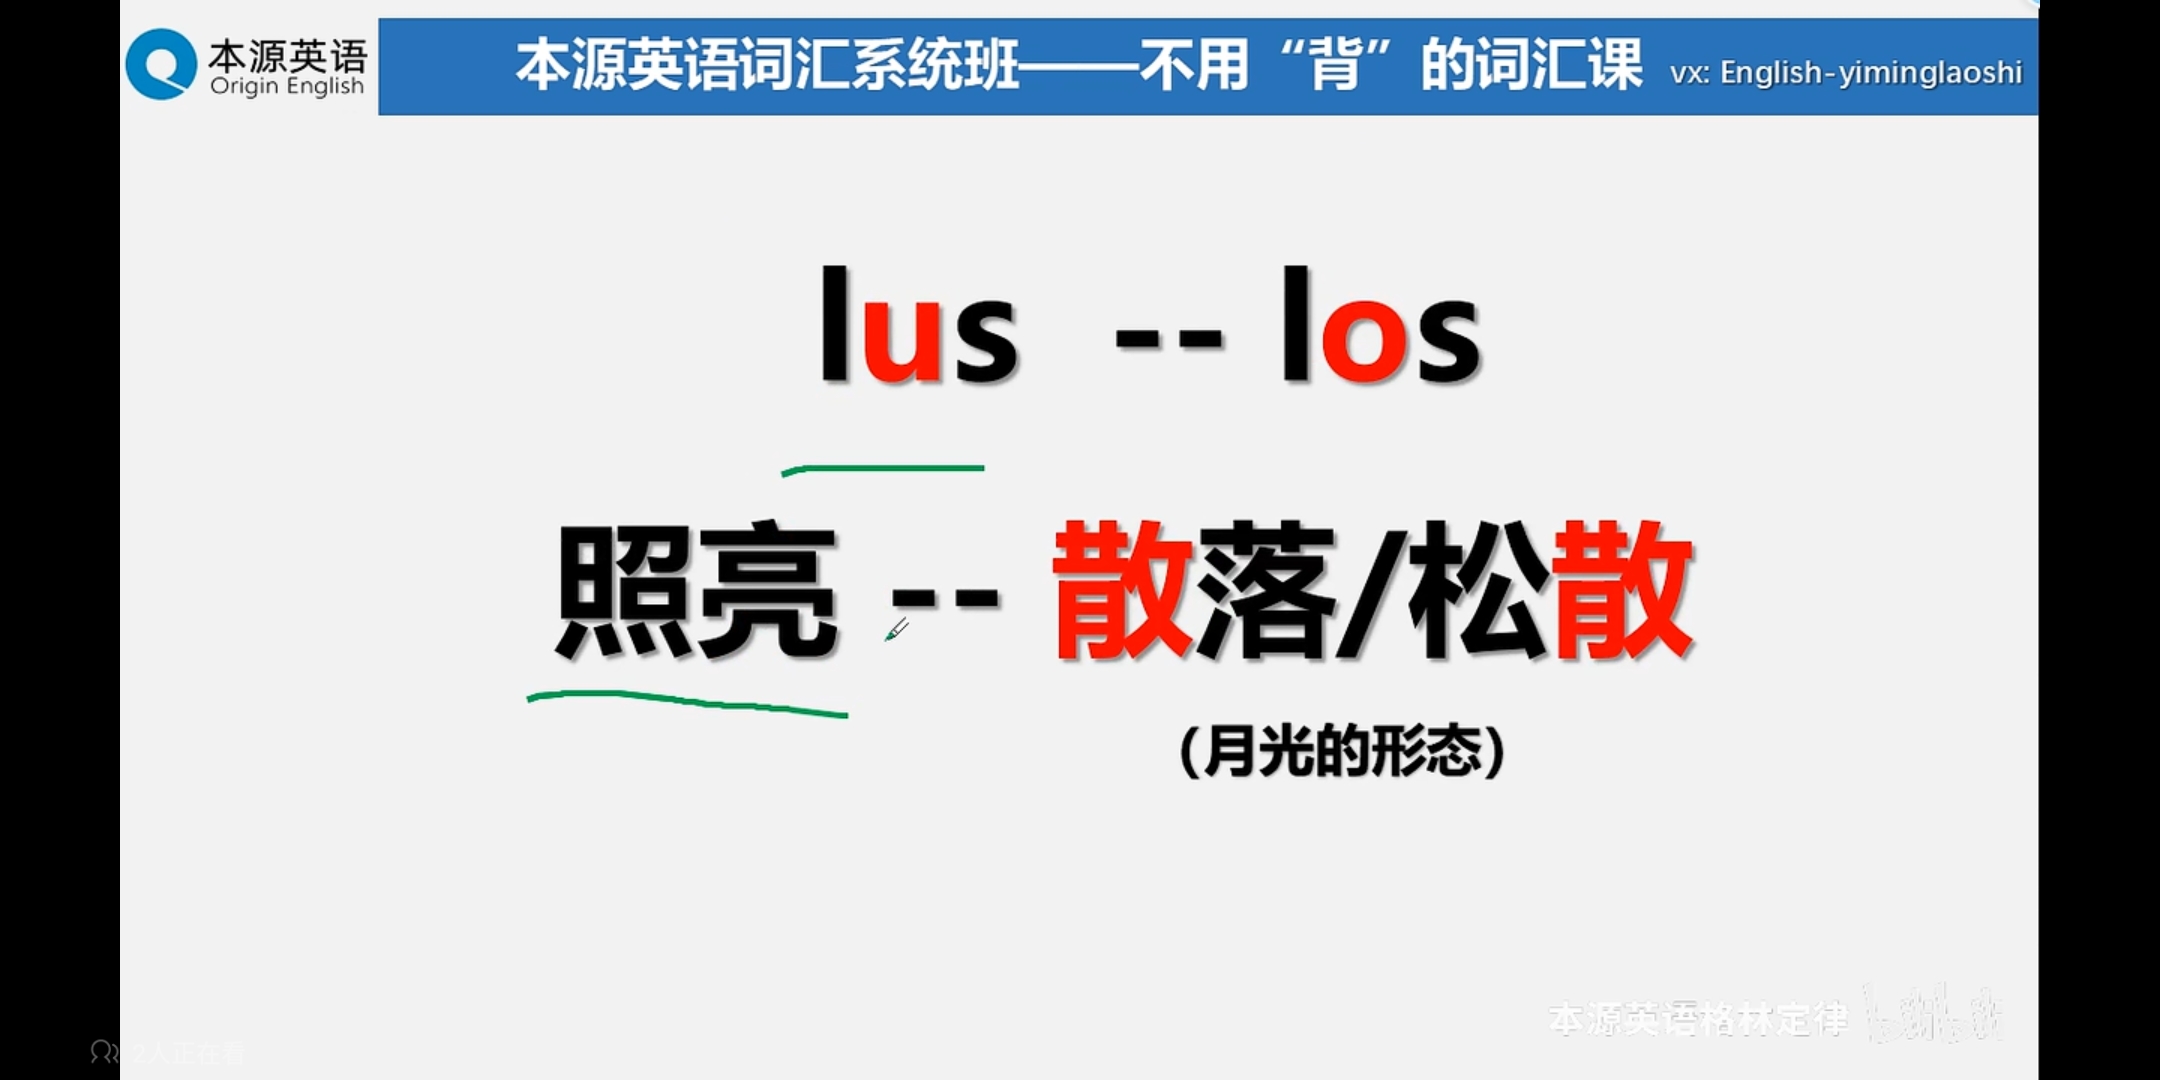 本源英语
Origin English
本源英语词汇系统班——不用“背”的词汇课 vx: English-yiminglaoshi
lus -- los
照亮 -- 散落/松散
（月光的形态）
本源英语格林定律 bilibili
2人正在看